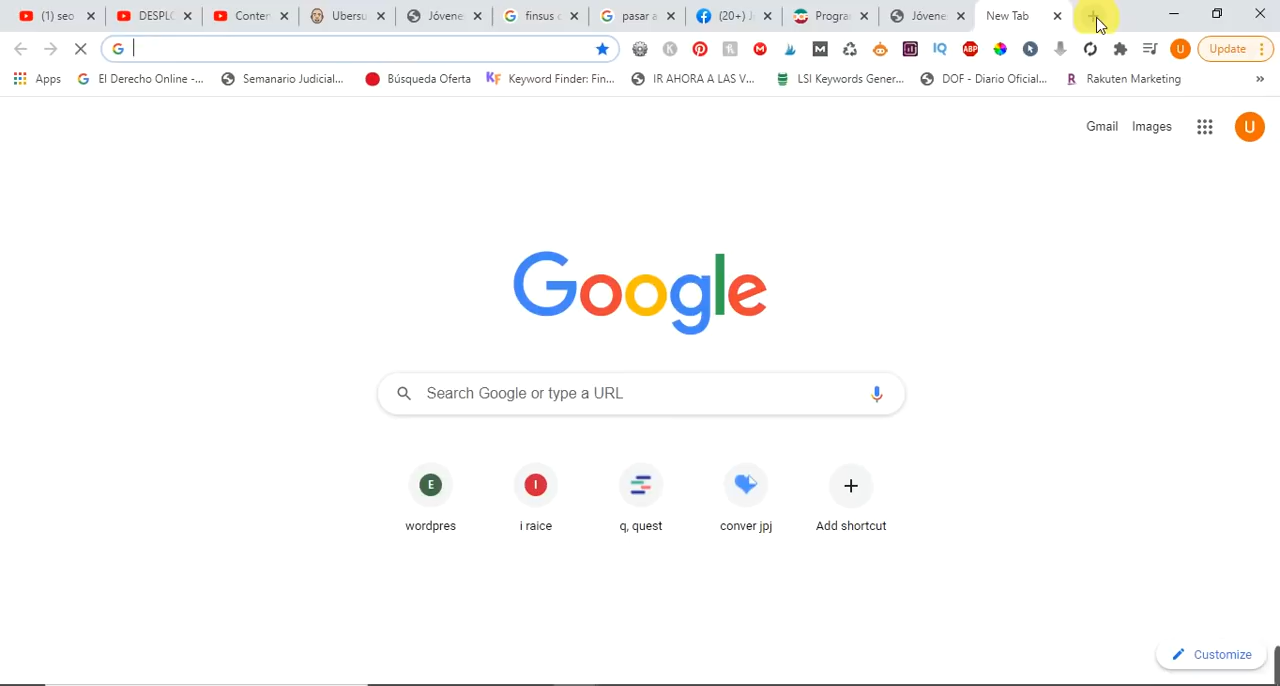 (1) seo
DESPLC
Conten
Ubersu
Jóvene
finsus c
pasar a
(20+) J
Progra
Jóvene
New Tab
Update
Apps
El Derecho Online -...
Semanario Judicial...
Búsqueda Oferta
Keyword Finder: Fin...
IR AHORA A LAS V...
LSI Keywords Gener...
DOF - Diario Oficial...
Rakuten Marketing
»
Gmail
Images
U
Google
Search Google or type a URL
E
I
wordpres
i raice
q, quest
conver jpj
Add shortcut
Customize